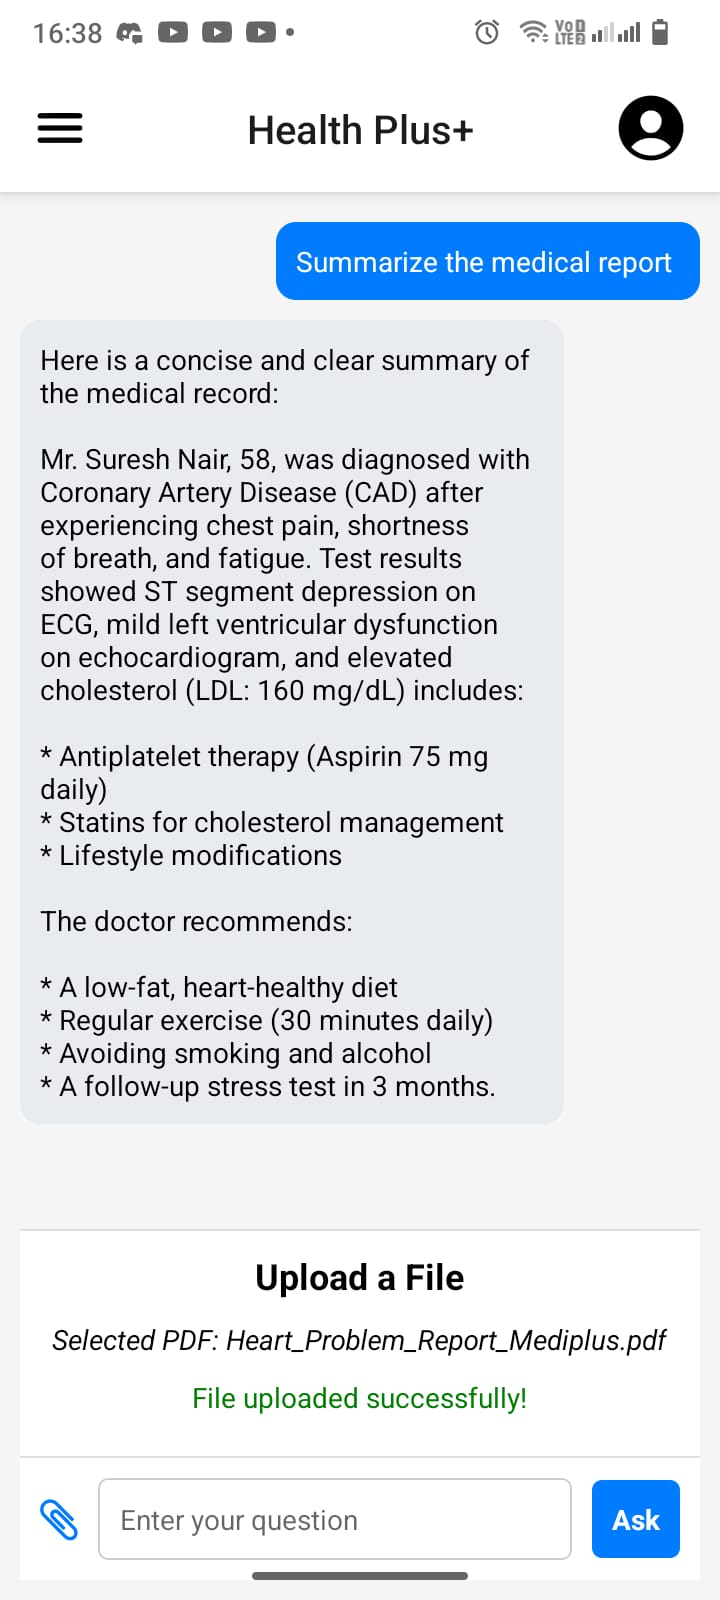 16:38
VoD
LTE2
Health Plus+
Summarize the medical report
Here is a concise and clear summary of
the medical record:
Mr. Suresh Nair, 58, was diagnosed with
Coronary Artery Disease (CAD) after
experiencing chest pain, shortness
of breath, and fatigue. Test results
showed ST segment depression on
ECG, mild left ventricular dysfunction
on echocardiogram, and elevated
cholesterol (LDL: 160 mg/dL) includes:
* Antiplatelet therapy (Aspirin 75 mg
daily)
* Statins for cholesterol management
* Lifestyle modifications
The doctor recommends:
* A low-fat, heart-healthy diet
* Regular exercise (30 minutes daily)
* Avoiding smoking and alcohol
* A follow-up stress test in 3 months.
Upload a File
Selected PDF: Heart_Problem_Report_Mediplus.pdf
File uploaded successfully!
Enter your question
Ask